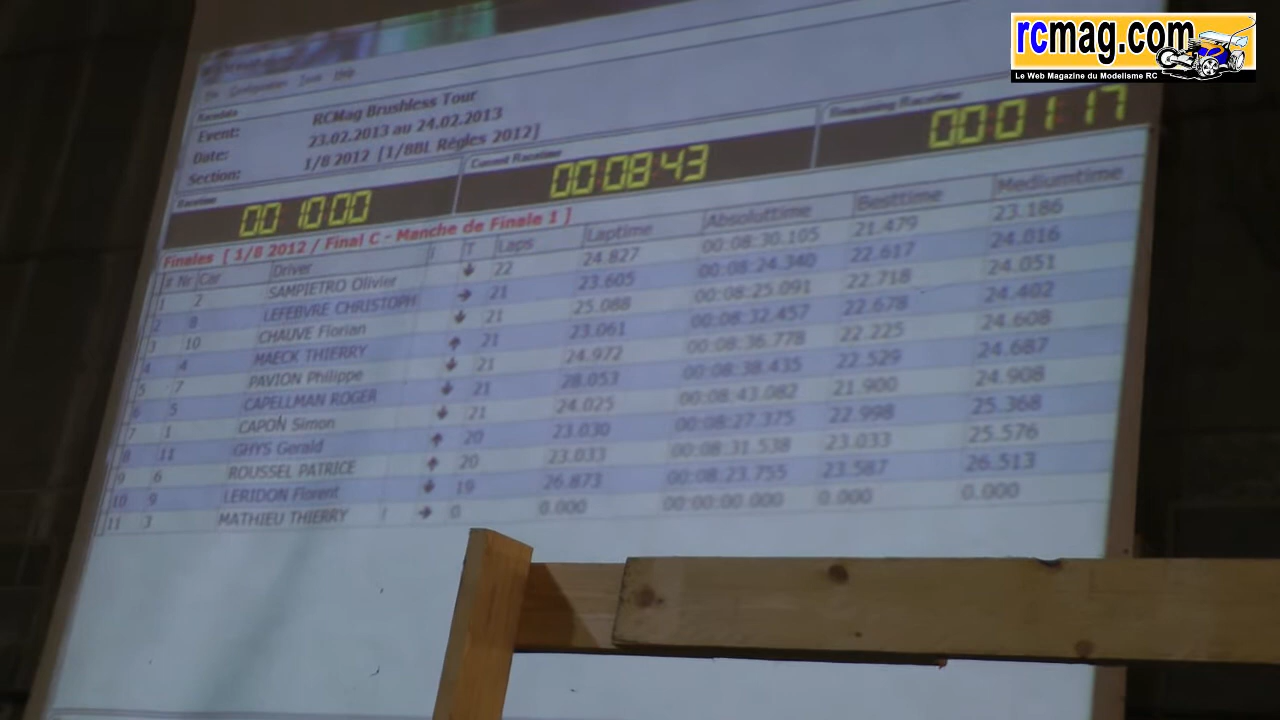 rcmag.com
Le Web Magazine du Modelisme RC
Racedata
Event: RCMag Brushless Tour
Date: 23.02.2013 au 24.02.2013
Section: 1/8 2012 [1/8BL Règles 2012]
Racetime Current Racetime Remaining Racetime
00:10:00 00:08:43 00:01:17
Finales [ 1/8 2012 / Final C - Manche de Finale 1 ]
# Nr Car Driver T Laps Laptime Absoluttime Besttime Mediumtime
1 2 SAMPIETRO Olivier 22 24.827 00:08:30.105 21.479 23.186
2 8 LEFEBVRE CHRISTOPH 21 23.605 00:08:24.340 22.617 24.016
3 10 CHAUVE Florian 21 25.088 00:08:25.091 22.718 24.051
4 4 MAECK THIERRY 21 23.061 00:08:32.457 22.678 24.402
5 7 PAVION Philippe 21 24.972 00:08:36.778 22.225 24.608
6 5 CAPELLMAN ROGER 21 28.053 00:08:38.435 22.529 24.687
7 1 CAPON Simon 21 24.025 00:08:43.082 21.900 24.908
8 11 GHYS Gerald 20 23.030 00:08:27.375 22.998 25.368
9 6 ROUSSEL PATRICE 20 23.033 00:08:31.538 23.033 25.576
10 9 LERIDON Florent 19 26.873 00:08:23.755 23.587 26.513
11 3 MATHIEU THIERRY 0 0.000 00:00:00.000 0.000 0.000